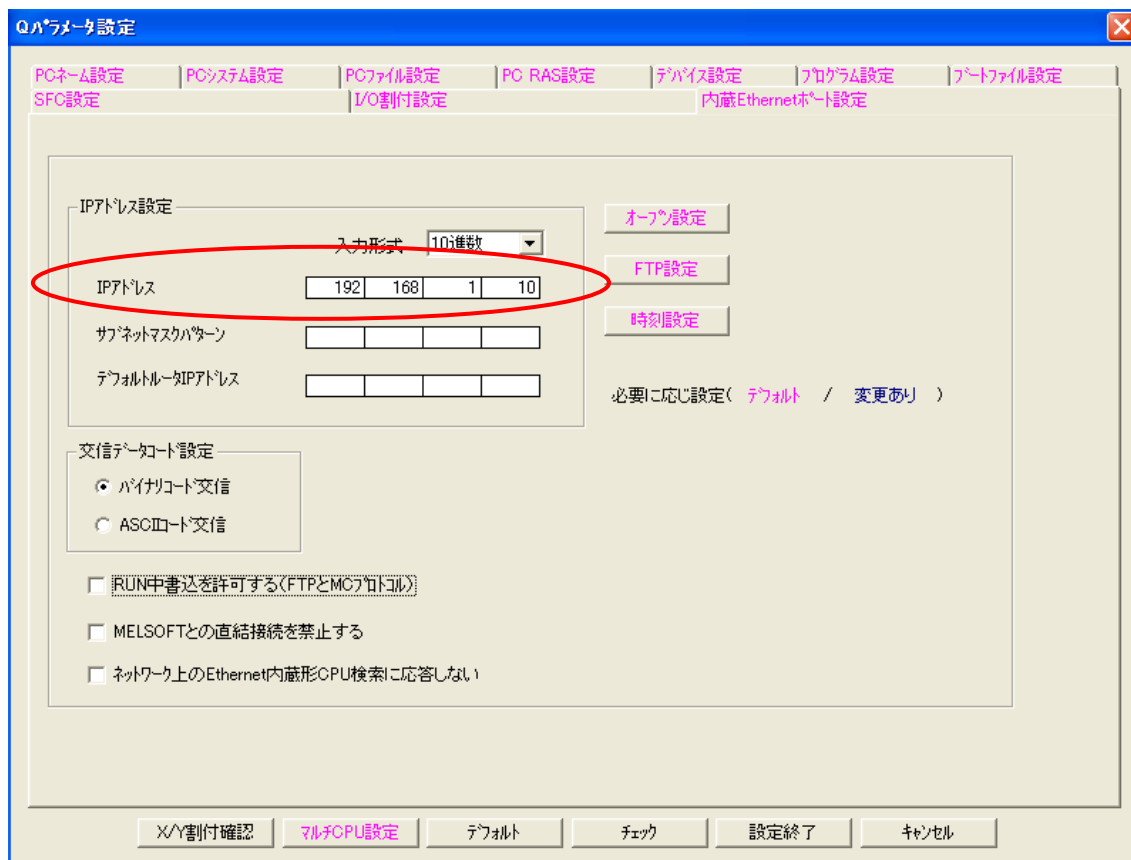 Qﾊﾟﾗﾒｰﾀ設定
PCﾈｰﾑ設定 PCｼｽﾃﾑ設定 PCﾌｧｲﾙ設定 PC RAS設定 ﾃﾞﾊﾞｲｽ設定 ﾌﾟﾛｸﾞﾗﾑ設定 ﾌﾞｰﾄﾌｧｲﾙ設定
SFC設定 I/O割付設定 内蔵Ethernetﾎﾟｰﾄ設定
IPｱﾄﾞﾚｽ設定
入力形式 10進数
IPｱﾄﾞﾚｽ 192 168 1 10
ｻﾌﾞﾈｯﾄﾏｽｸﾊﾟﾀｰﾝ
ﾃﾞﾌｫﾙﾄﾙｰﾀIPｱﾄﾞﾚｽ
ｵｰﾌﾟﾝ設定
FTP設定
時刻設定
必要に応じ設定( ﾃﾞﾌｫﾙﾄ / 変更あり )
交信ﾃﾞｰﾀｺｰﾄﾞ設定
ﾊﾞｲﾅﾘｺｰﾄﾞ交信
ASCIIｺｰﾄﾞ交信
RUN中書込を許可する(FTPとMCﾌﾟﾛﾄｺﾙ)
MELSOFTとの直結接続を禁止する
ﾈｯﾄﾜｰｸ上のEthernet内蔵形CPU検索に応答しない
X/Y割付確認 ﾏﾙﾁCPU設定 ﾃﾞﾌｫﾙﾄ ﾁｪｯｸ 設定終了 ｷｬﾝｾﾙ